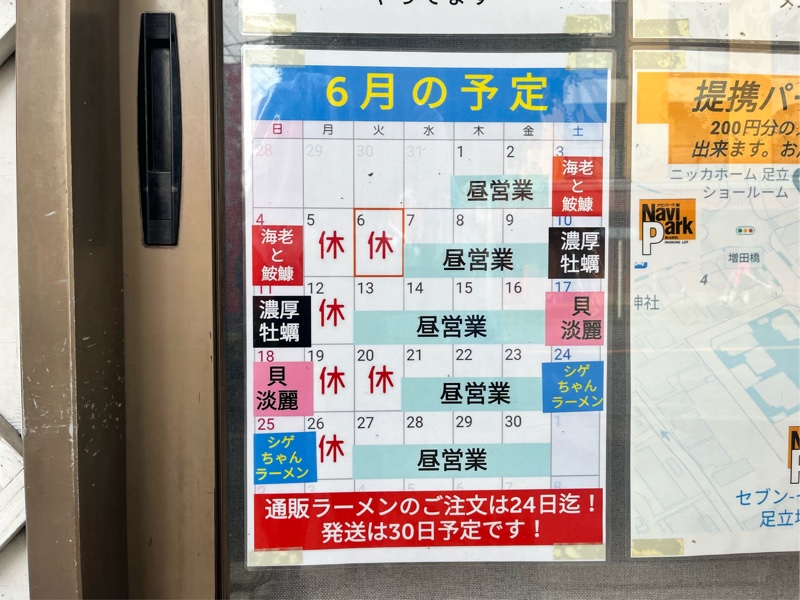 やってます
6月の予定
日 月 火 水 木 金 土
28 29 30 31 1 2 3
昼営業
海老
と
鮟鱇
4 5 6 7 8 9 10
海老
と
鮟鱇
休 休
昼営業
濃厚
牡蠣
11 12 13 14 15 16 17
濃厚
牡蠣
休
昼営業
貝
淡麗
18 19 20 21 22 23 24
貝
淡麗
休 休
昼営業
シゲ
ちゃん
ラーメン
25 26 27 28 29 30 1
シゲ
ちゃん
ラーメン
休
昼営業
通販ラーメンのご注文は24日迄！
発送は30日予定です！
提携パー
200円分の
出来ます。お
ニッカホーム 足立
ショールーム
Navi
Park
増田橋
4
神社
セブン-
足立